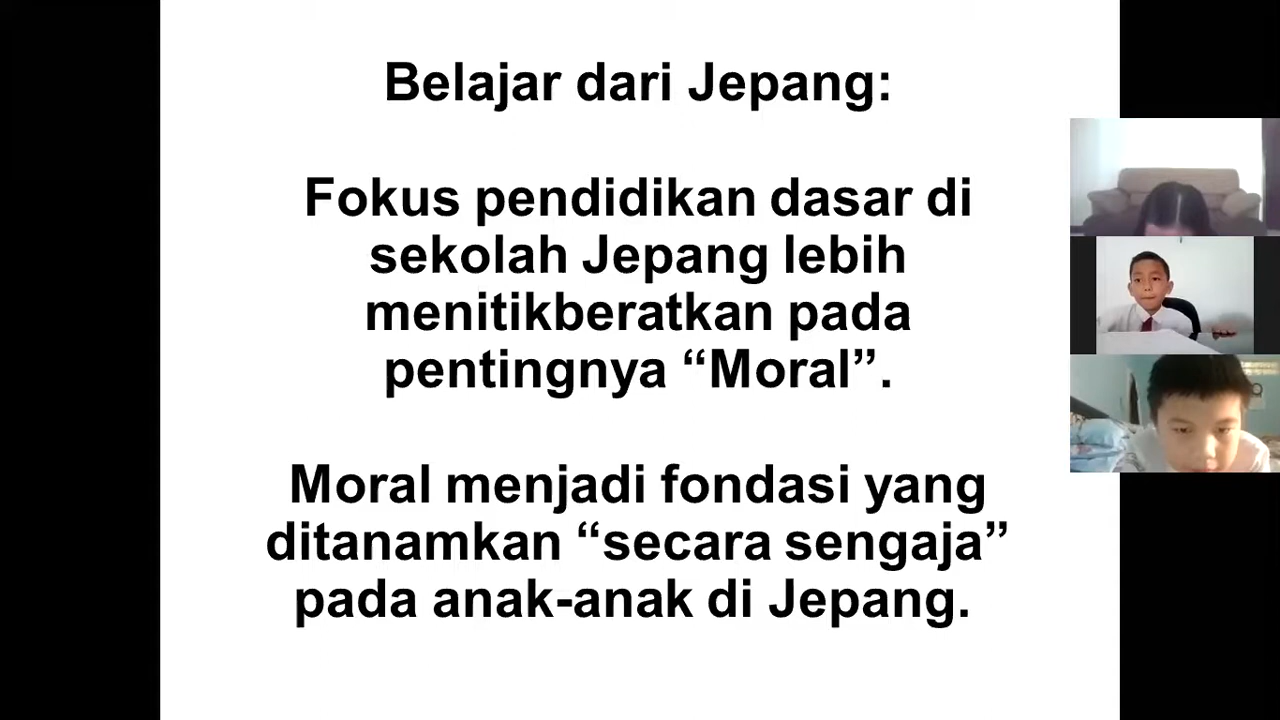 Belajar dari Jepang:
Fokus pendidikan dasar di
sekolah Jepang lebih
menitikberatkan pada
pentingnya “Moral”.
Moral menjadi fondasi yang
ditanamkan “secara sengaja”
pada anak-anak di Jepang.